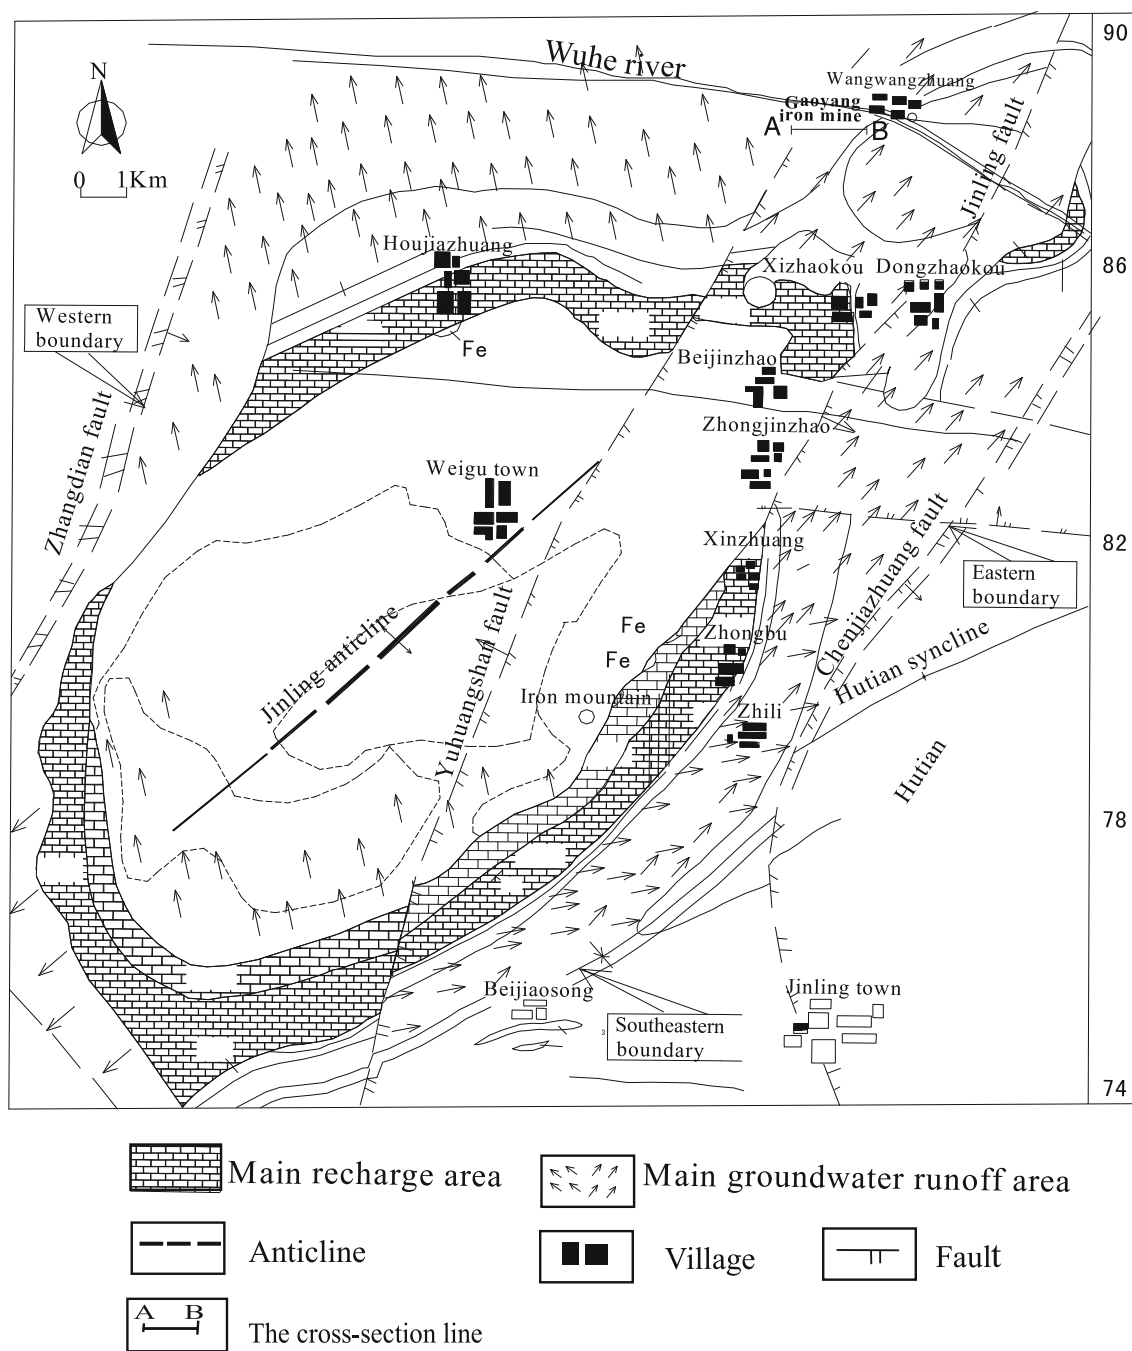 90
Wuhe river
Wangwangzhuang
N
Gaoyang
iron mine
A
B
Jinling fault
0 1Km
Houjiazhuang
Xizhaokou
Dongzhaokou
86
Western
boundary
Fe
Beijinzhao
Zhangdian fault
Zhongjinzhao
Weigu town
Xinzhuang
82
Eastern
boundary
Chenjiazhuang fault
Jinling anticline
Fe
Zhongbu
Fe
Hutian syncline
Yuhuangshan fault
Iron mountain
Zhili
Hutian
78
Beijiaosong
Jinling town
3
Southeastern
boundary
74
Main recharge area
Main groundwater runoff area
Anticline
Village
Fault
A B
The cross-section line